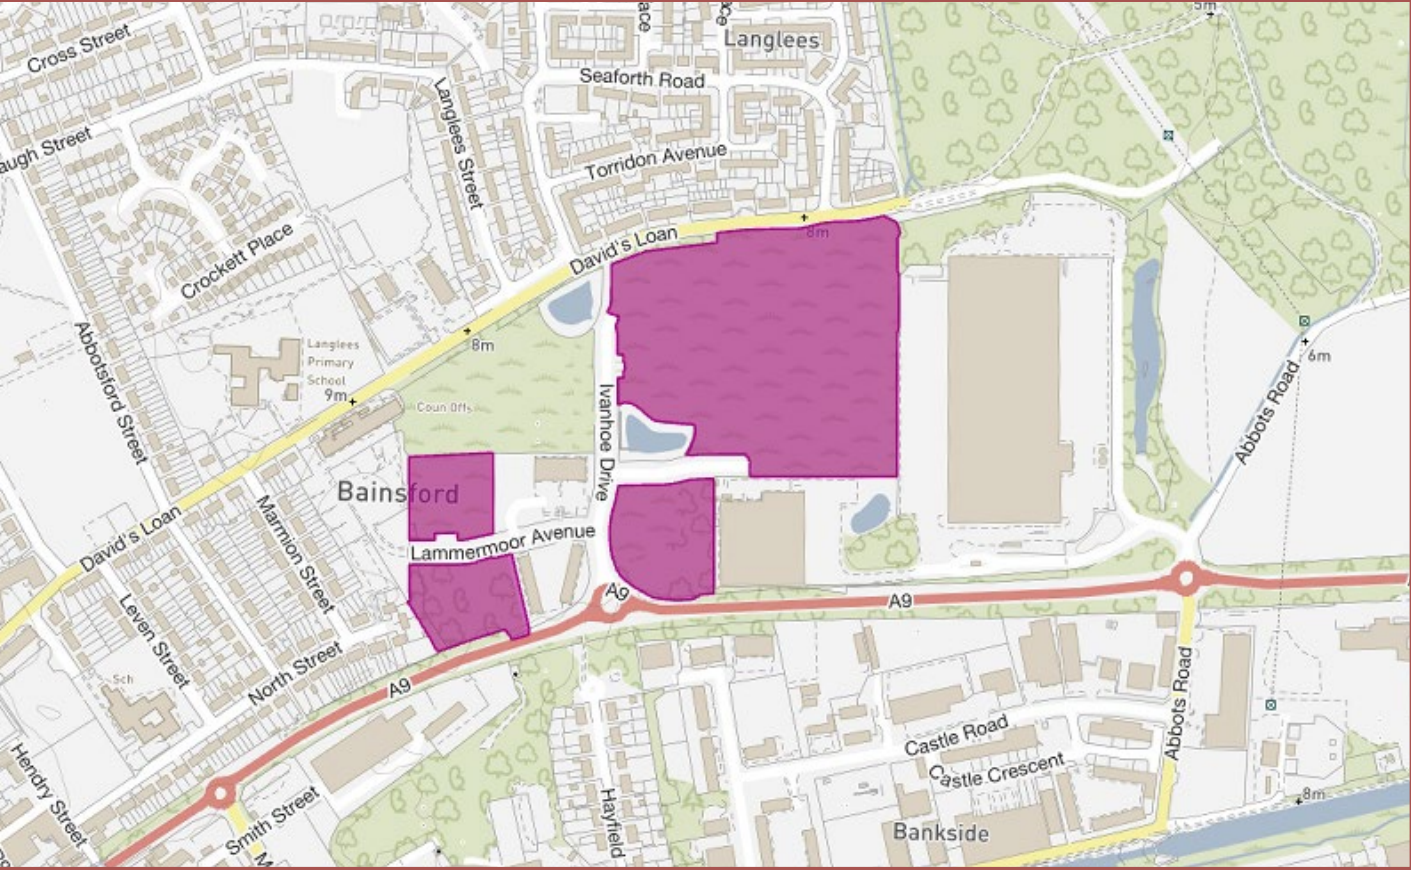 5m
Cross Street
Langlees
Seaforth Road
Langlees Street
augh Street
Torridon Avenue
Crockett Place
David's Loan
8m
Abbotsford Street
Langlees
Primary
School
8m
9m
6m
Coun Offs
Ivanhoe Drive
Abbots Road
Bainsford
David's Loan
Marmion Street
Lammermoor Avenue
A9
A9
Leven Street
North Street
Sch
A9
Abbots Road
Castle Road
Castle Crescent
Hendry Street
Smith Street
Hayfield
8m
Bankside